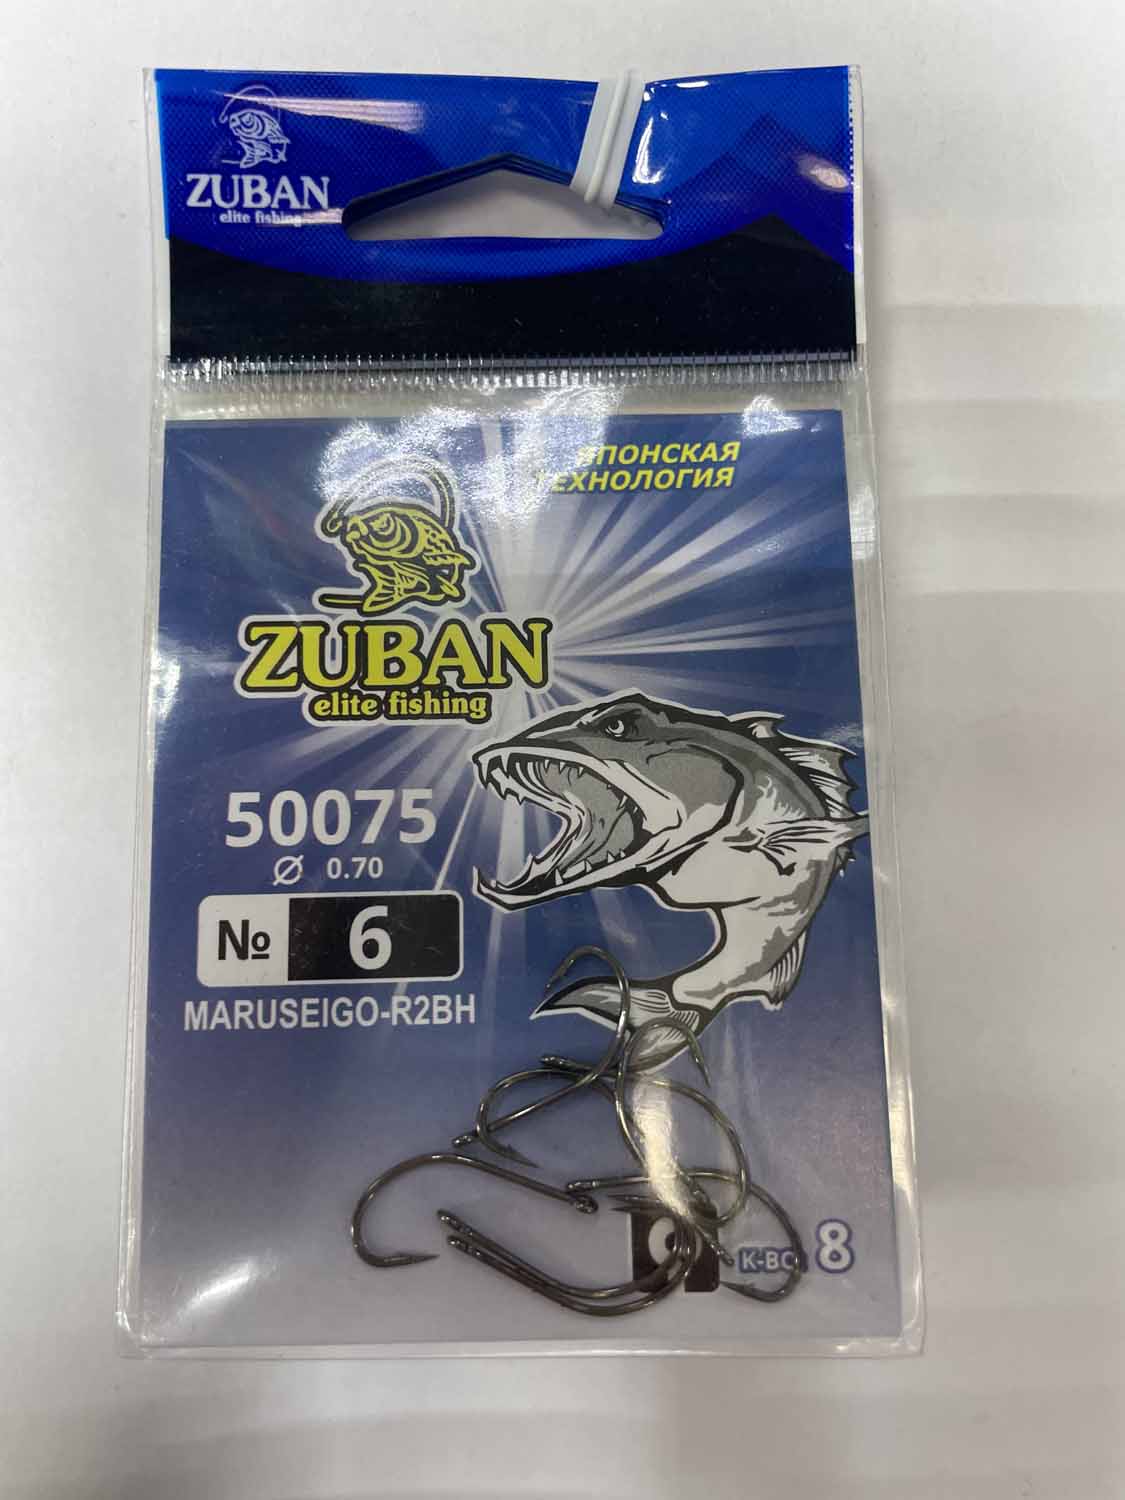 ZUBAN
elite fishing
ЯПОНСКАЯ
ТЕХНОЛОГИЯ
ZUBAN
elite fishing
50075
Ø 0.70
№ 6
MARUSEIGO-R2BH
8